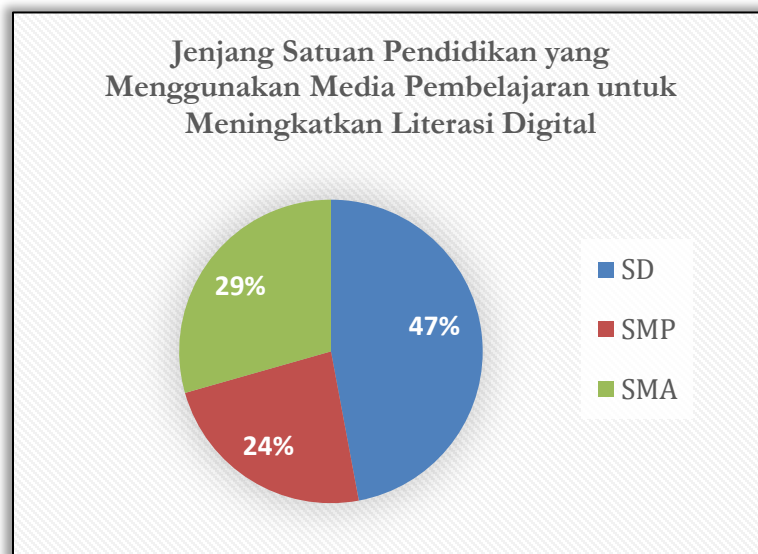 Jenjang Satuan Pendidikan yang
Menggunakan Media Pembelajaran untuk
Meningkatkan Literasi Digital
29%
47%
24%
SD
SMP
SMA